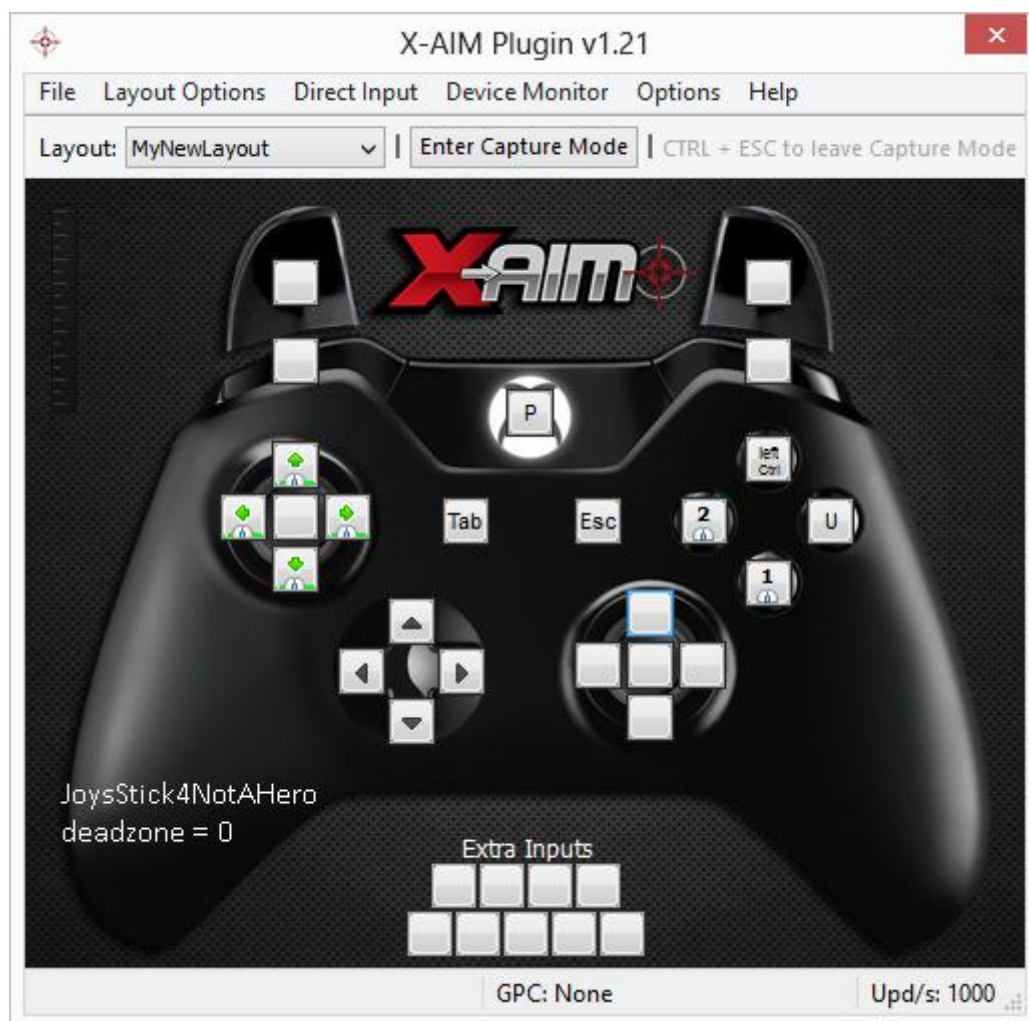 X-AIM Plugin v1.21
File Layout Options Direct Input Device Monitor Options Help
Layout: MyNewLayout | Enter Capture Mode | CTRL + ESC to leave Capture Mode
X-AIM
P
left
Ctrl
Tab Esc 2 U
1
JoysStick4NotAHero
deadzone = 0
Extra Inputs
GPC: None Upd/s: 1000